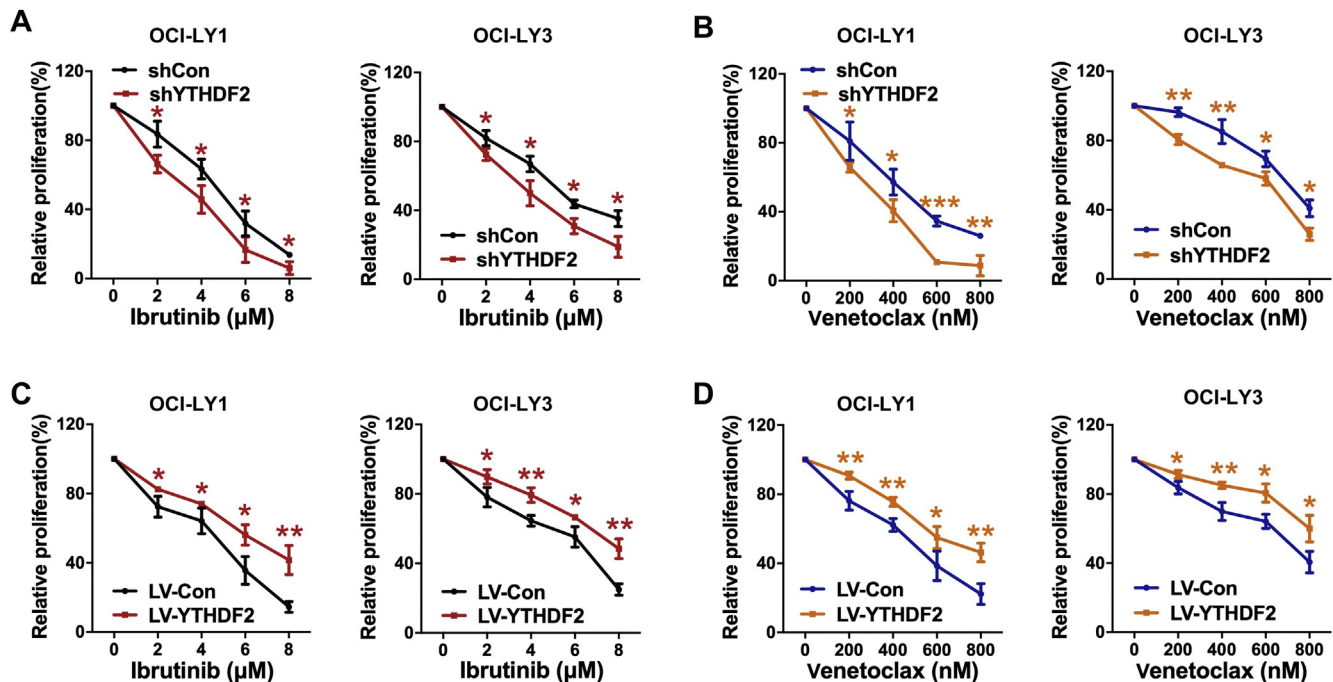 A
OCI-LY1
Relative proliferation(%)
120
80
40
0
shCon
shYTHDF2
*
*
*
*
0 2 4 6 8
Ibrutinib (µM)
OCI-LY3
Relative proliferation(%)
120
80
40
0
*
*
*
*
shCon
shYTHDF2
0 2 4 6 8
Ibrutinib (µM)
B
OCI-LY1
Relative proliferation(%)
120
80
40
0
shCon
shYTHDF2
*
*
***
**
0 200 400 600 800
Venetoclax (nM)
OCI-LY3
Relative proliferation(%)
120
80
40
0
**
**
*
*
shCon
shYTHDF2
0 200 400 600 800
Venetoclax (nM)
C
OCI-LY1
Relative proliferation(%)
120
80
40
0
*
*
*
**
LV-Con
LV-YTHDF2
0 2 4 6 8
Ibrutinib (µM)
OCI-LY3
Relative proliferation(%)
120
80
40
0
*
**
*
**
LV-Con
LV-YTHDF2
0 2 4 6 8
Ibrutinib (µM)
D
OCI-LY1
Relative proliferation(%)
120
80
40
0
**
**
*
**
LV-Con
LV-YTHDF2
0 200 400 600 800
Venetoclax (nM)
OCI-LY3
Relative proliferation(%)
120
80
40
0
*
**
*
*
LV-Con
LV-YTHDF2
0 200 400 600 800
Venetoclax (nM)